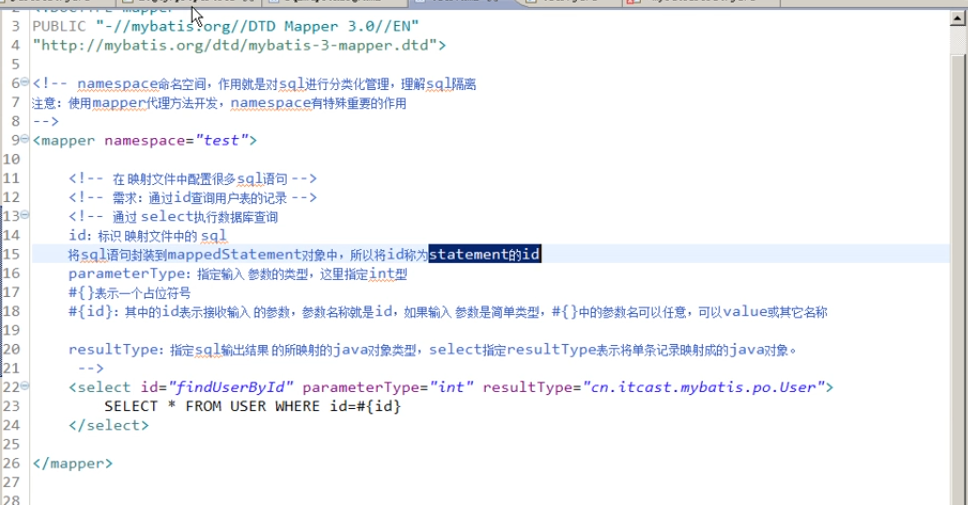 3 PUBLIC "-//mybatis.org//DTD Mapper 3.0//EN"
4 "http://mybatis.org/dtd/mybatis-3-mapper.dtd">
5
6 <!-- namespace命名空间，作用就是对sql进行分类化管理，理解sql隔离
7 注意：使用mapper代理方法开发，namespace有特殊重要的作用
8 -->
9 <mapper namespace="test">
10
11 <!-- 在映射文件中配置很多sql语句 -->
12 <!-- 需求：通过id查询用户表的记录 -->
13 <!-- 通过 select执行数据库查询
14 id：标识 映射文件中的 sql
15 将sql语句封装到mappedStatement对象中，所以将id称为statement的id
16 parameterType：指定输入 参数的类型，这里指定int型
17 #{}表示一个占位符号
18 #{id}：其中的id表示接收输入 的参数，参数名称就是id，如果输入 参数是简单类型，#{}中的参数名可以任意，可以value或其它名称
19
20 resultType：指定sql输出结果 的所映射的java对象类型，select指定resultType表示将单条记录映射成的java对象。
21 -->
22 <select id="findUserById" parameterType="int" resultType="cn.itcast.mybatis.po.User">
23 SELECT * FROM USER WHERE id=#{id}
24 </select>
25
26 </mapper>
27
28